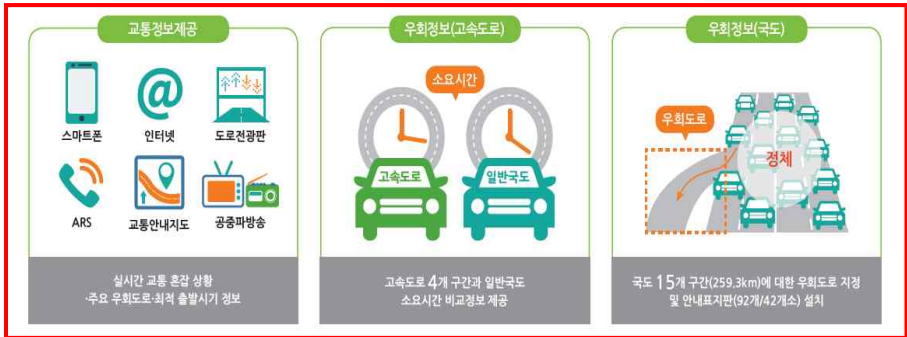 교통정보제공
스마트폰
인터넷
도로전광판
ARS
교통안내지도
공중파방송
실시간 교통 혼잡 상황
·주요 우회도로·최적 출발시기 정보
우회정보(고속도로)
소요시간
고속도로
일반국도
고속도로 4개 구간과 일반국도
소요시간 비교정보 제공
우회정보(국도)
우회도로
정체
국도 15개 구간(259.3km)에 대한 우회도로 지정
및 안내표지판(92개/42개소) 설치